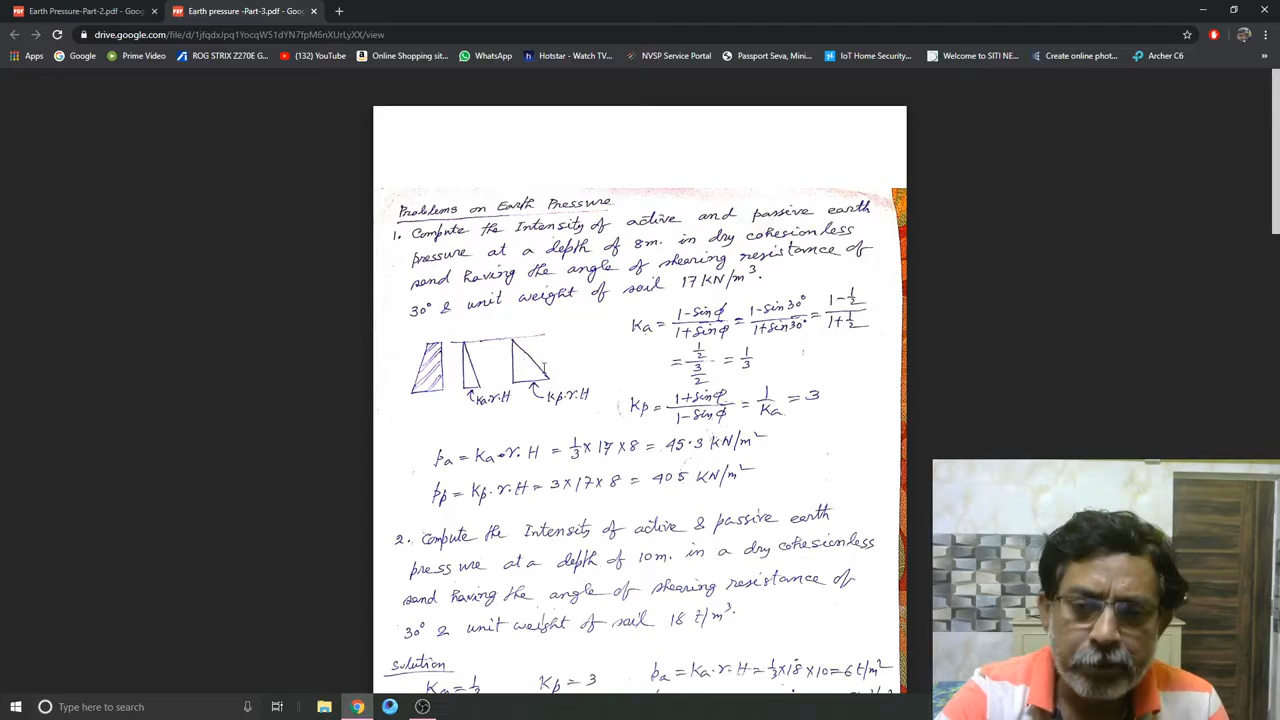 Earth Pressure-Part-2.pdf - Goog
Earth pressure -Part-3.pdf - Goog
drive.google.com/file/d/1jfqdxJpq1YocqW51dYN7fpM6nXUrLyXX/view
Apps Google Prime Video ROG STRIX Z270E G... (132) YouTube Online Shopping sit... WhatsApp Hotstar - Watch TV... NVSP Service Portal Passport Seva, Mini... IoT Home Security... Welcome to SITI NE... Create online phot... Archer C6 »
Problems on Earth Pressure
1. Compute the Intensity of active and passive earth
pressure at a depth of 8m. in dry cohesionless
sand having the angle of shearing resistance of
30° & unit weight of soil 17 KN/m³.
Ka = 1-sinφ/1+sinφ = 1-sin30°/1+sin30° = 1-1/2/1+1/2
= 1/2/3/2 = 1/3
Ka.r.H
Kp.r.H
Kp = 1+sinφ/1-sinφ = 1/Ka = 3
pa = Ka.r.H = 1/3 x 17 x 8 = 45.3 KN/m²
pp = Kp.r.H = 3 x 17 x 8 = 405 KN/m²
2. Compute the Intensity of active & passive earth
pressure at a depth of 10m. in a dry cohesionless
sand having the angle of shearing resistance of
30° & unit weight of soil 18 t/m³.
Solution
Ka = 1/3
Kp = 3
pa = Ka.r.H = 1/3 x 18 x 10 = 6 t/m²
Type here to search